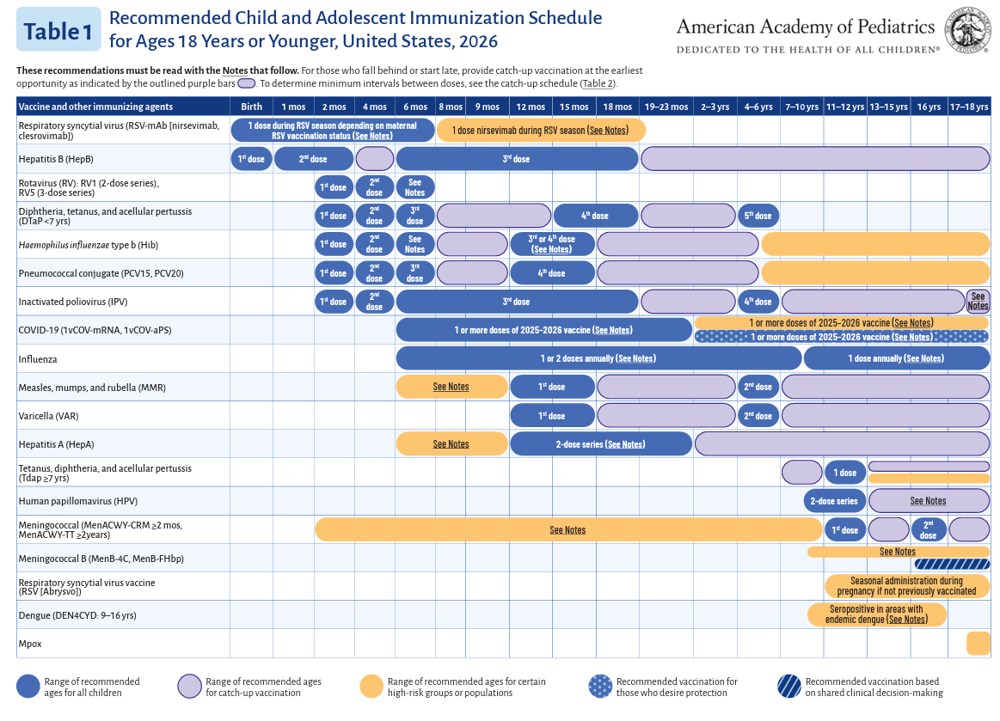 Table 1
Recommended Child and Adolescent Immunization Schedule
for Ages 18 Years or Younger, United States, 2026
American Academy of Pediatrics
DEDICATED TO THE HEALTH OF ALL CHILDREN®
These recommendations must be read with the Notes that follow. For those who fall behind or start late, provide catch-up vaccination at the earliest
opportunity as indicated by the outlined purple bars . To determine minimum intervals between doses, see the catch-up schedule (Table 2).
Vaccine and other immunizing agents Birth 1 mos 2 mos 4 mos 6 mos 8 mos 9 mos 12 mos 15 mos 18 mos 19–23 mos 2–3 yrs 4–6 yrs 7–10 yrs 11–12 yrs 13–15 yrs 16 yrs 17–18 yrs
Respiratory syncytial virus (RSV-mAb [nirsevimab,
clesrovimab])
1 dose during RSV season depending on maternal
RSV vaccination status (See Notes)
1 dose nirsevimab during RSV season (See Notes)
Hepatitis B (HepB) 1st dose 2nd dose 3rd dose
Rotavirus (RV): RV1 (2-dose series),
RV5 (3-dose series)
1st dose
2nd
dose
See
Notes
Diphtheria, tetanus, and acellular pertussis
(DTaP <7 yrs)
1st dose
2nd
dose
3rd
dose
4th dose
5th dose
Haemophilus influenzae type b (Hib)
1st dose
2nd
dose
See
Notes
3rd or 4th dose
(See Notes)
Pneumococcal conjugate (PCV15, PCV20)
1st dose
2nd
dose
3rd
dose
4th dose
Inactivated poliovirus (IPV)
1st dose
2nd
dose
3rd dose
4th dose
See
Notes
COVID-19 (1vCOV-mRNA, 1vCOV-aPS)
1 or more doses of 2025–2026 vaccine (See Notes)
1 or more doses of 2025–2026 vaccine (See Notes)
1 or more doses of 2025–2026 vaccine (See Notes)
Influenza 1 or 2 doses annually (See Notes) 1 dose annually (See Notes)
Measles, mumps, and rubella (MMR) See Notes 1st dose 2nd dose
Varicella (VAR) 1st dose 2nd dose
Hepatitis A (HepA) See Notes 2-dose series (See Notes)
Tetanus, diphtheria, and acellular pertussis
(Tdap ≥7 yrs)
1 dose
Human papillomavirus (HPV) 2-dose series See Notes
Meningococcal (MenACWY-CRM ≥2 mos,
MenACWY-TT ≥2years)
See Notes
1st dose
2nd
dose
Meningococcal B (MenB-4C, MenB-FHbp) See Notes
Respiratory syncytial virus vaccine
(RSV [Abrysvo])
Seasonal administration during
pregnancy if not previously vaccinated
Dengue (DEN4CYD: 9–16 yrs)
Seropositive in areas with
endemic dengue (See Notes)
Mpox
Range of recommended
ages for all children
Range of recommended ages
for catch-up vaccination
Range of recommended ages for certain
high-risk groups or populations
Recommended vaccination for
those who desire protection
Recommended vaccination based
on shared clinical decision-making